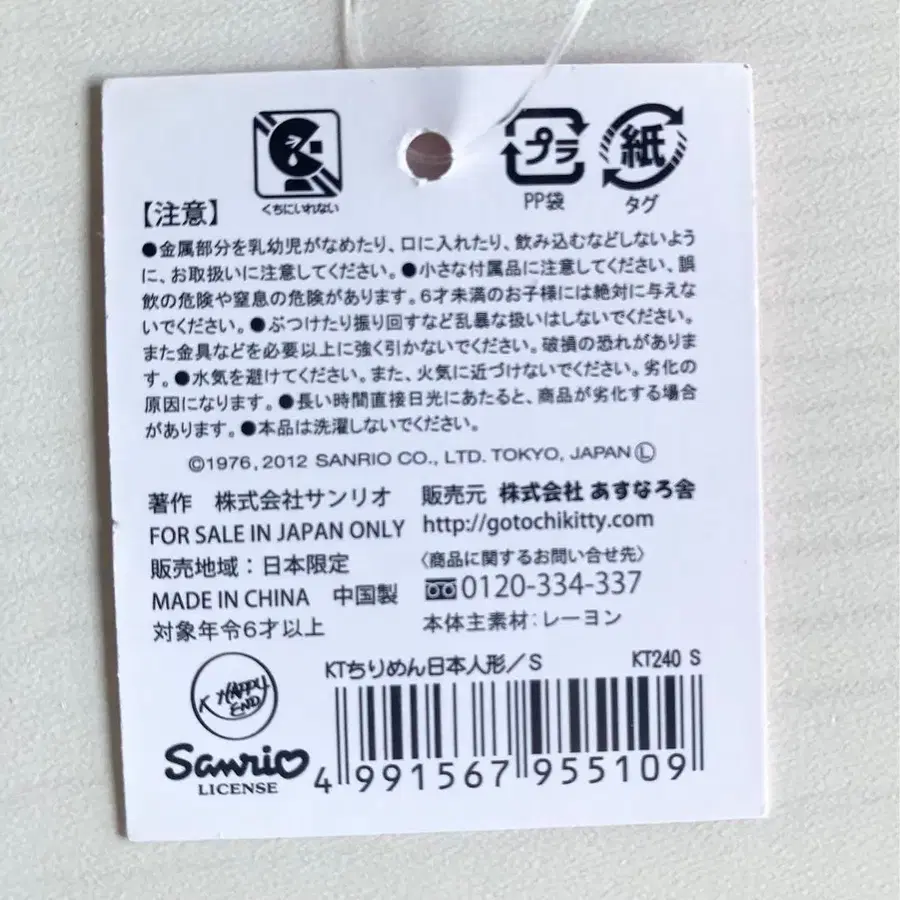 くちにいれない
プラ
PP袋
紙
タグ
【注意】
●金属部分を乳幼児がなめたり、口に入れたり、飲み込むなどしないよう
に、お取扱いに注意してください。●小さな付属品に注意してください、誤
飲の危険や窒息の危険があります。6才未満のお子様には絶対に与えな
いでください。●ぶつけたり振り回すなど乱暴な扱いはしないでください。
また金具などを必要以上に強く引かないでください。破損の恐れがありま
す。●水気を避けてください。また、火気に近づけないでください。劣化の
原因になります。●長い時間直接日光にあたると、商品が劣化する場合
があります。●本品は洗濯しないでください。
©1976, 2012 SANRIO CO., LTD. TOKYO, JAPAN Ⓛ
著作 株式会社サンリオ
FOR SALE IN JAPAN ONLY
販売地域：日本限定
MADE IN CHINA 中国製
対象年令6才以上
販売元 株式会社 あすなろ舎
http://gotochikitty.com
〈商品に関するお問い合せ先〉
0120-334-337
本体主素材：レーヨン
HAPPY
END
Sanrio
LICENSE
KTちりめん日本人形／S KT240 S
4 991567 955109